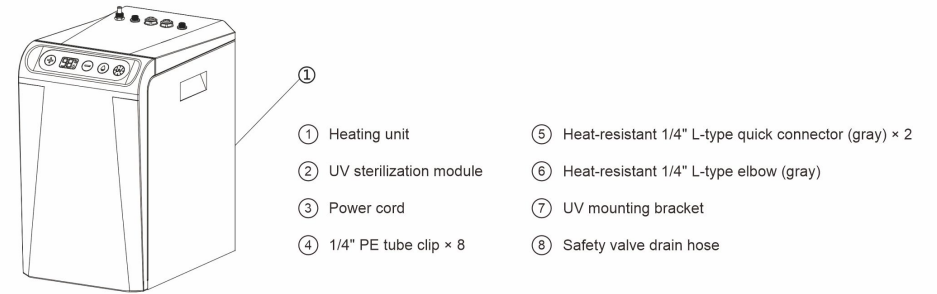 ①
① Heating unit
② UV sterilization module
③ Power cord
④ 1/4" PE tube clip × 8
⑤ Heat-resistant 1/4" L-type quick connector (gray) × 2
⑥ Heat-resistant 1/4" L-type elbow (gray)
⑦ UV mounting bracket
⑧ Safety valve drain hose